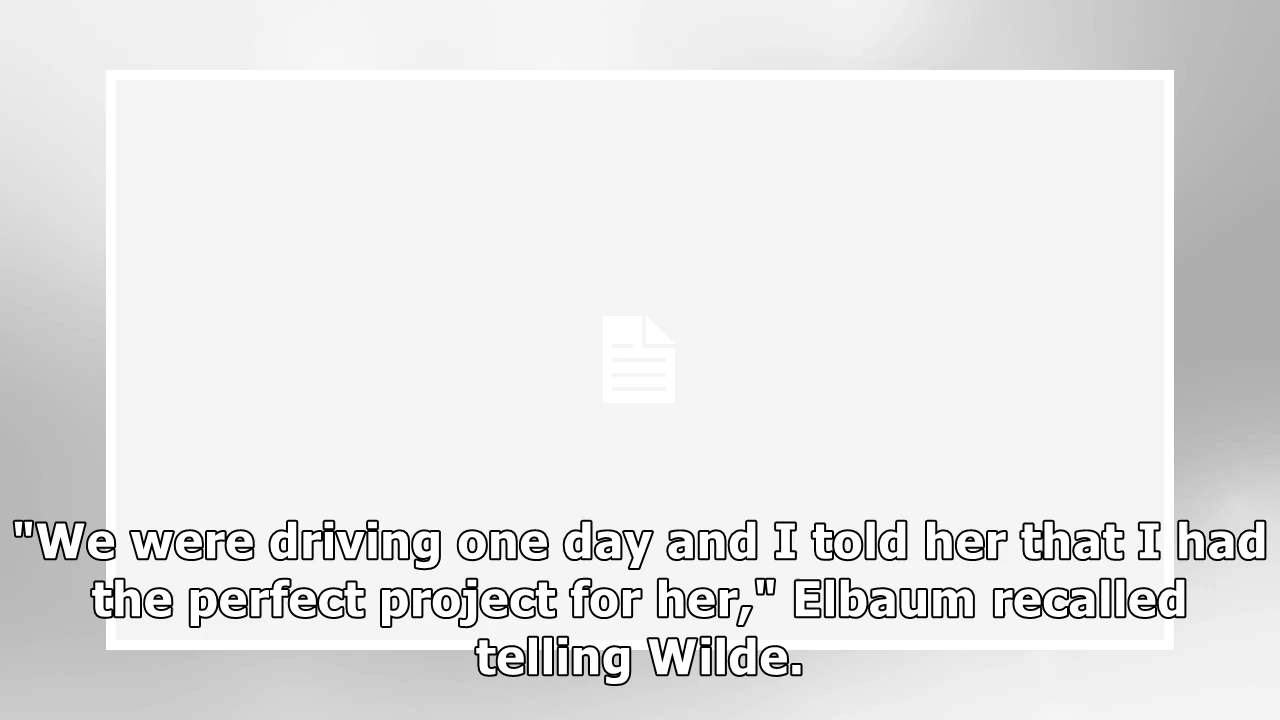 "We were driving one day and I told her that I had
the perfect project for her," Elbaum recalled
telling Wilde.